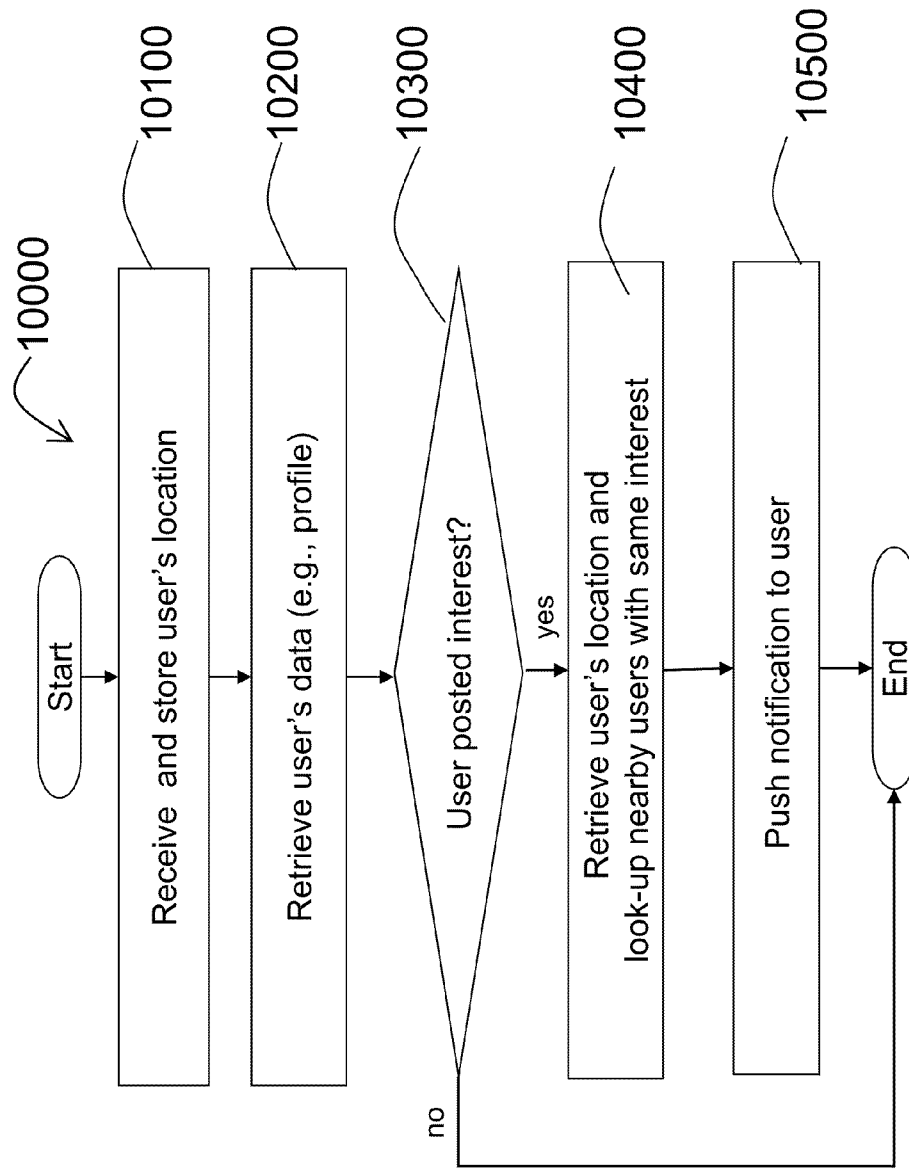 10000
Start
Receive and store user's location
10100
Retrieve user's data (e.g., profile)
10200
User posted interest?
10300
no
yes
Retrieve user's location and
look-up nearby users with same interest
10400
Push notification to user
10500
End